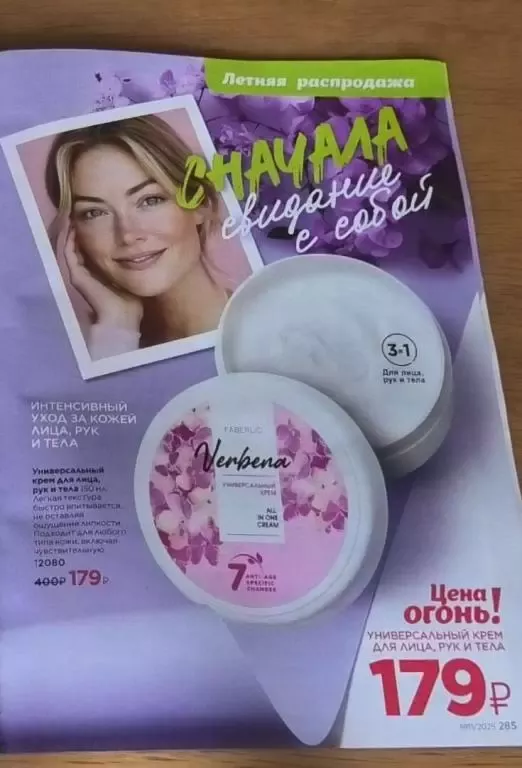 Летняя распродажа
СНАЧАЛА
свидание
с собой
3в1
Для лица,
рук и тела
ИНТЕНСИВНЫЙ
УХОД ЗА КОЖЕЙ
ЛИЦА, РУК
И ТЕЛА
Универсальный
крем для лица,
рук и тела 150 мл
Легкая текстура
быстро впитывается,
не оставляя
ощущения липкости.
Подходит для любого
типа кожи, включая
чувствительную
12080
400₽ 179₽
FABERLIC
Verbena
УНИВЕРСАЛЬНЫЙ
КРЕМ
ALL
IN ONE
CREAM
7 ANTI-AGE
SPECIFIC
Цена
огонь!
УНИВЕРСАЛЬНЫЙ КРЕМ
ДЛЯ ЛИЦА, РУК И ТЕЛА
179₽
№11/2025 285